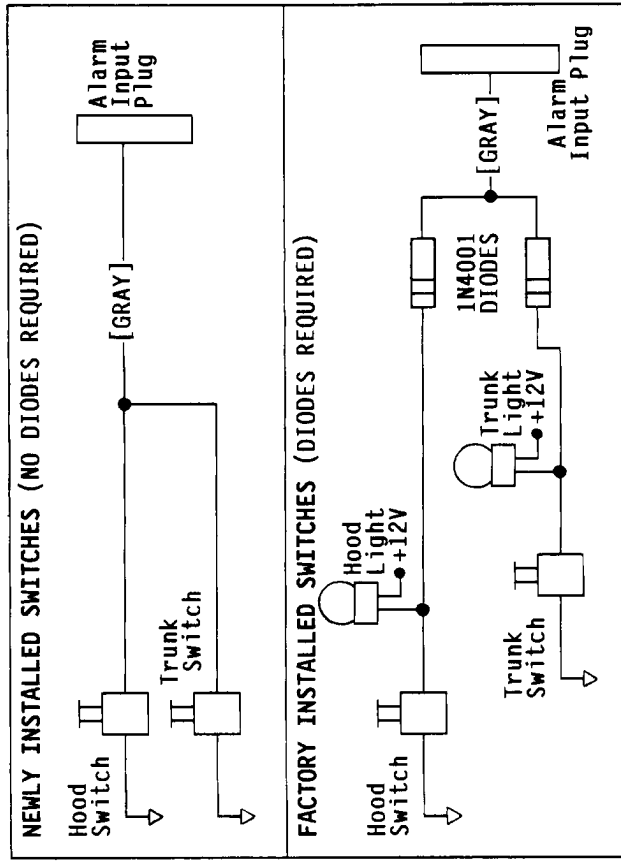 NEWLY INSTALLED SWITCHES (NO DIODES REQUIRED)
Hood
Switch
Trunk
Switch
[GRAY]
Alarm
Input
Plug
FACTORY INSTALLED SWITCHES (DIODES REQUIRED)
Hood
Switch
Hood
Light
+12V
Trunk
Switch
Trunk
Light
+12V
1N4001
DIODES
[GRAY]
Alarm
Input Plug